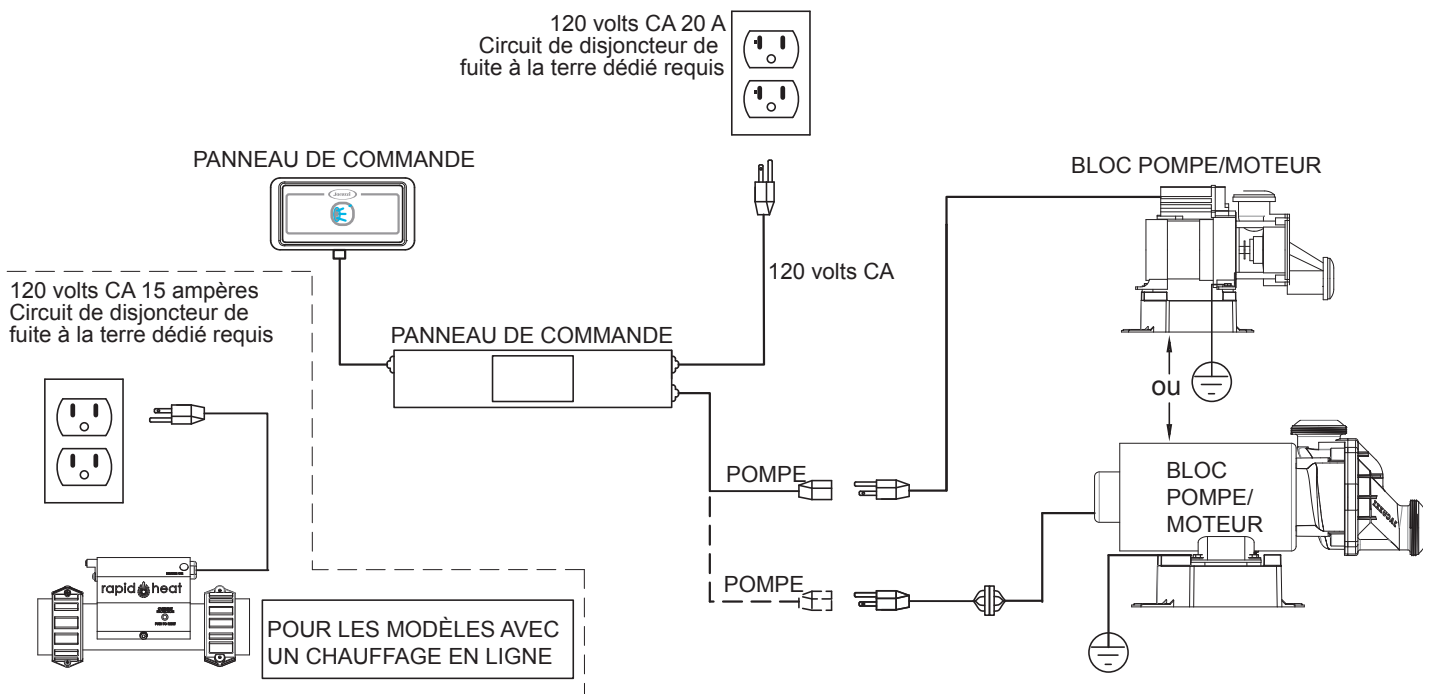 120 volts CA 20 A
Circuit de disjoncteur de
fuite à la terre dédié requis
PANNEAU DE COMMANDE
BLOC POMPE/MOTEUR
120 volts CA
120 volts CA 15 ampères
Circuit de disjoncteur de
fuite à la terre dédié requis
PANNEAU DE COMMANDE
ou
POMPE
BLOC
POMPE/
MOTEUR
POMPE
rapid heat
POUR LES MODÈLES AVEC
UN CHAUFFAGE EN LIGNE